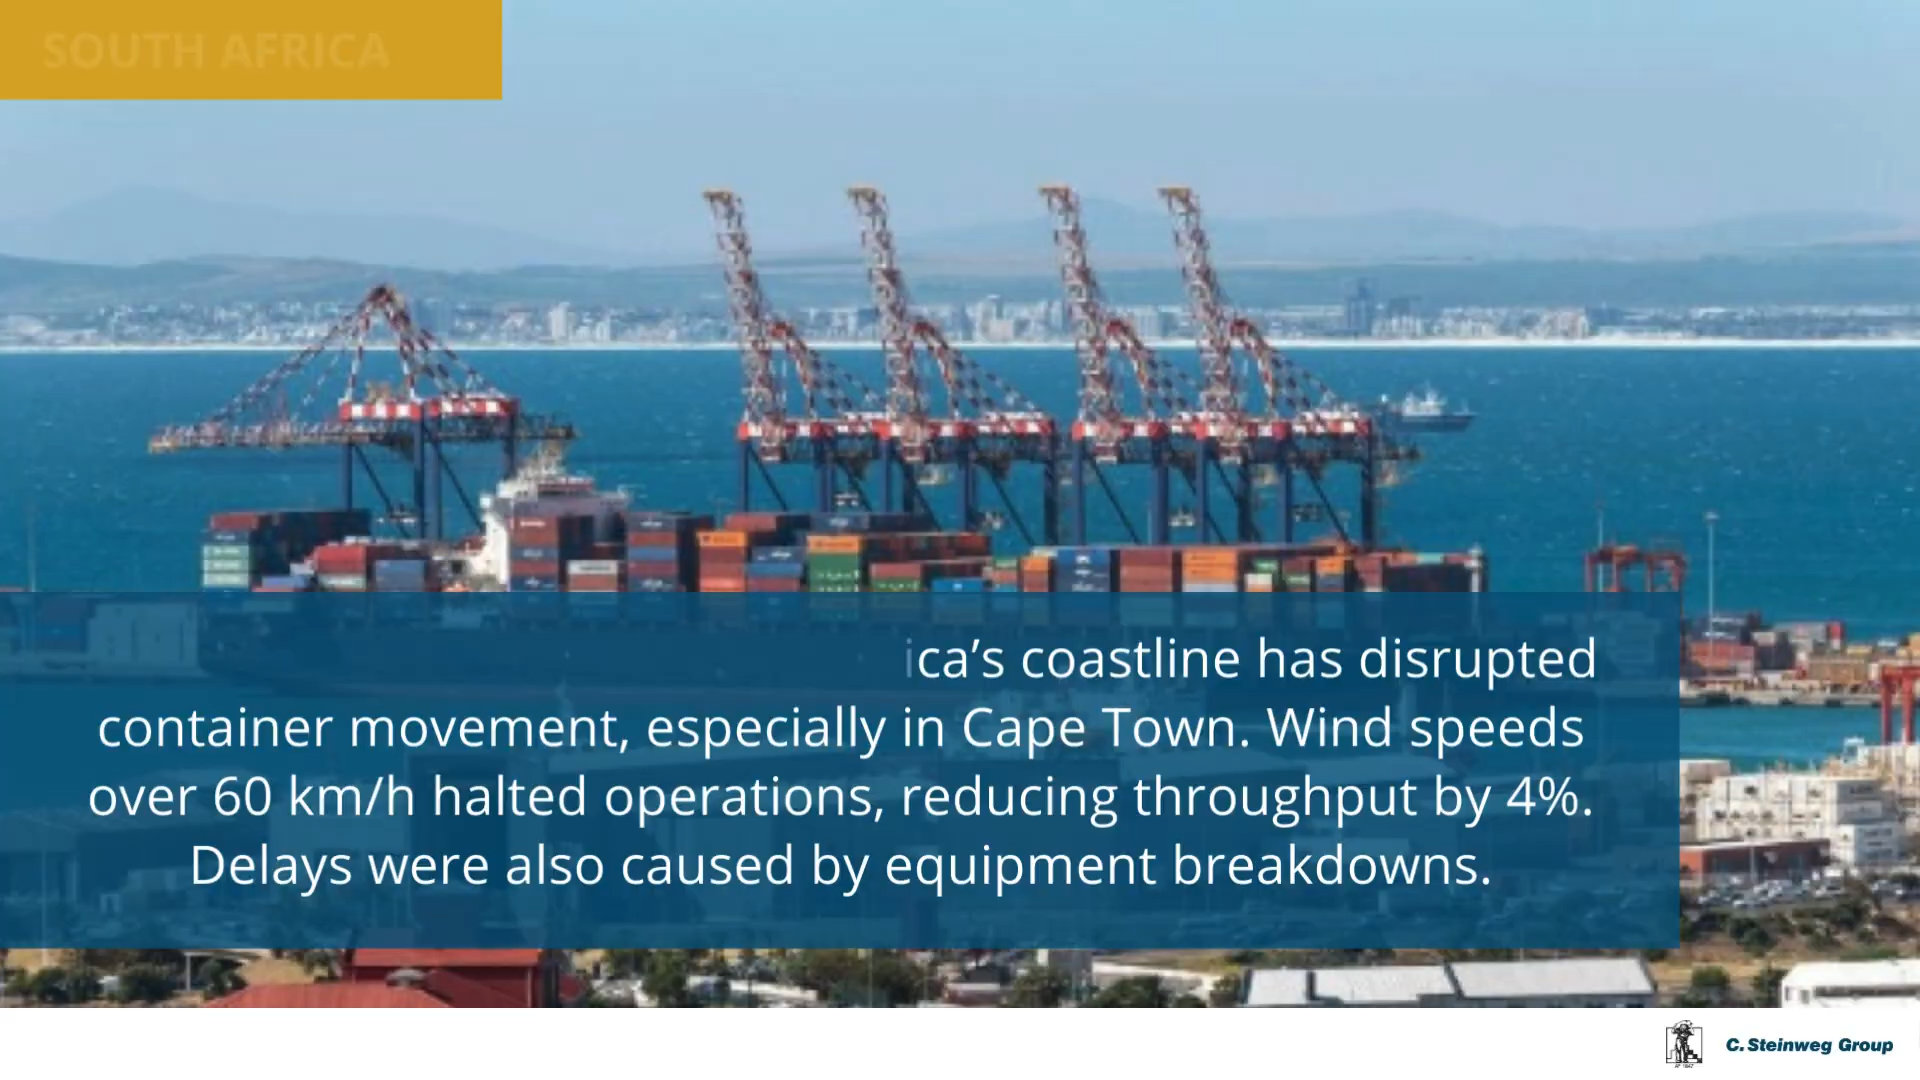 SOUTH AFRICA
ica’s coastline has disrupted
container movement, especially in Cape Town. Wind speeds
over 60 km/h halted operations, reducing throughput by 4%.
Delays were also caused by equipment breakdowns.
C. Steinweg Group